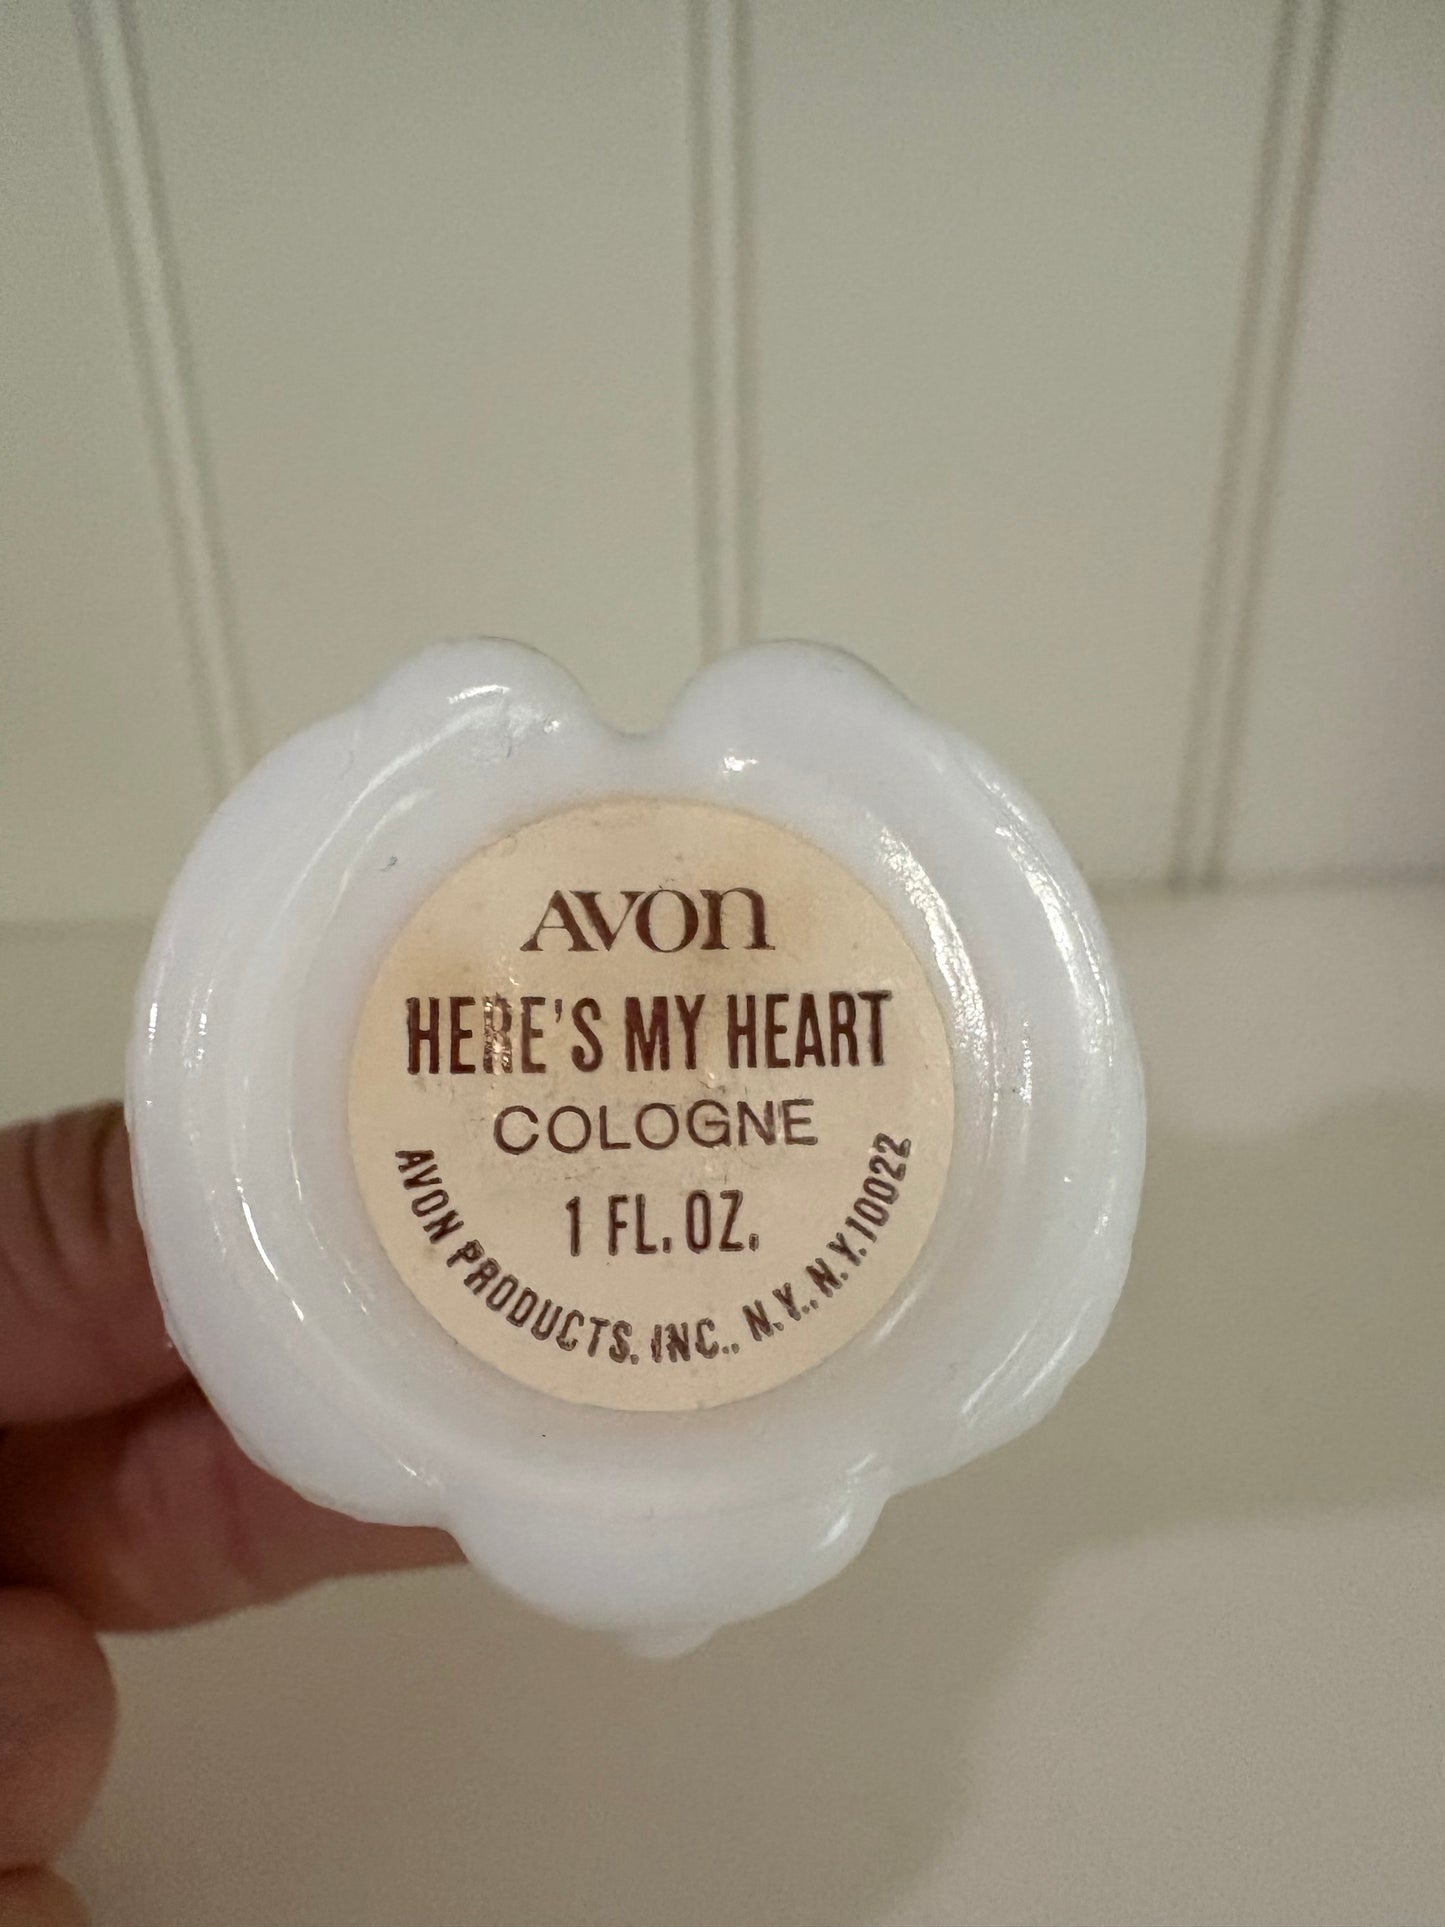 AVON
HERE'S MY HEART
COLOGNE
1 FL. OZ.
AVON PRODUCTS, INC., N.Y., N.Y. 10022